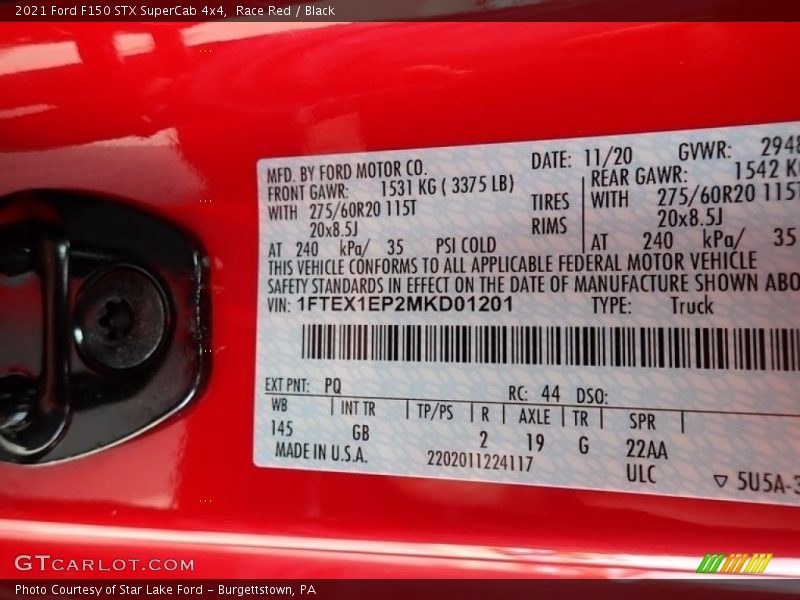 2021 Ford F150 STX SuperCab 4x4,  Race Red / Black
MFD. BY FORD MOTOR CO. DATE: 11/20 GVWR: 2948
FRONT GAWR: 1531 KG ( 3375 LB) REAR GAWR: 1542 KG
WITH 275/60R20 115T TIRES WITH 275/60R20 115T
20x8.5J RIMS 20x8.5J
AT 240 kPa/ 35 PSI COLD AT 240 kPa/ 35
THIS VEHICLE CONFORMS TO ALL APPLICABLE FEDERAL MOTOR VEHICLE
SAFETY STANDARDS IN EFFECT ON THE DATE OF MANUFACTURE SHOWN ABO
VIN: 1FTEX1EP2MKD01201 TYPE: Truck
EXT PNT: PQ RC: 44 DSO:
WB INT TR TP/PS R AXLE TR SPR
145 GB 2 19 G 22AA
MADE IN U.S.A. 2202011224117 ULC ▽ 5U5A-3
GTCARLOT.COM
Photo Courtesy of Star Lake Ford – Burgettstown, PA